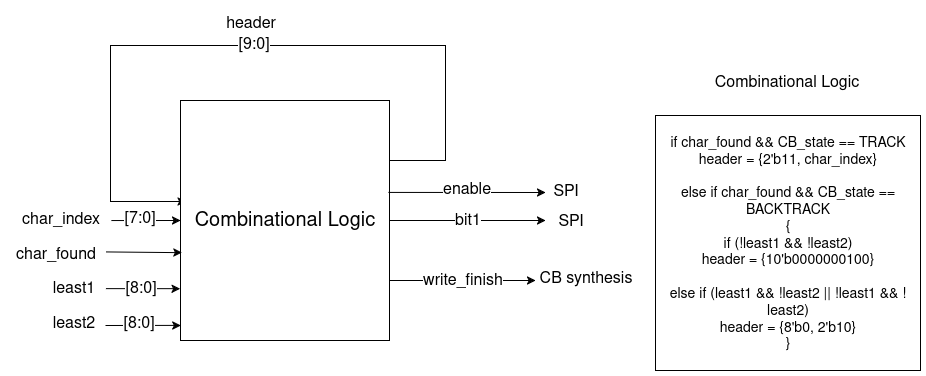 header
[9:0]
Combinational Logic
char_index [7:0]
char_found
least1 [8:0]
least2 [8:0]
Combinational Logic
enable SPI
bit1 SPI
write_finish CB synthesis
if char_found && CB_state == TRACK
header = {2'b11, char_index}
else if char_found && CB_state ==
BACKTRACK
{
if (!least1 && !least2)
header = {10'b0000000100}
else if (least1 && !least2 || !least1 && !
least2)
header = {8'b0, 2'b10}
}